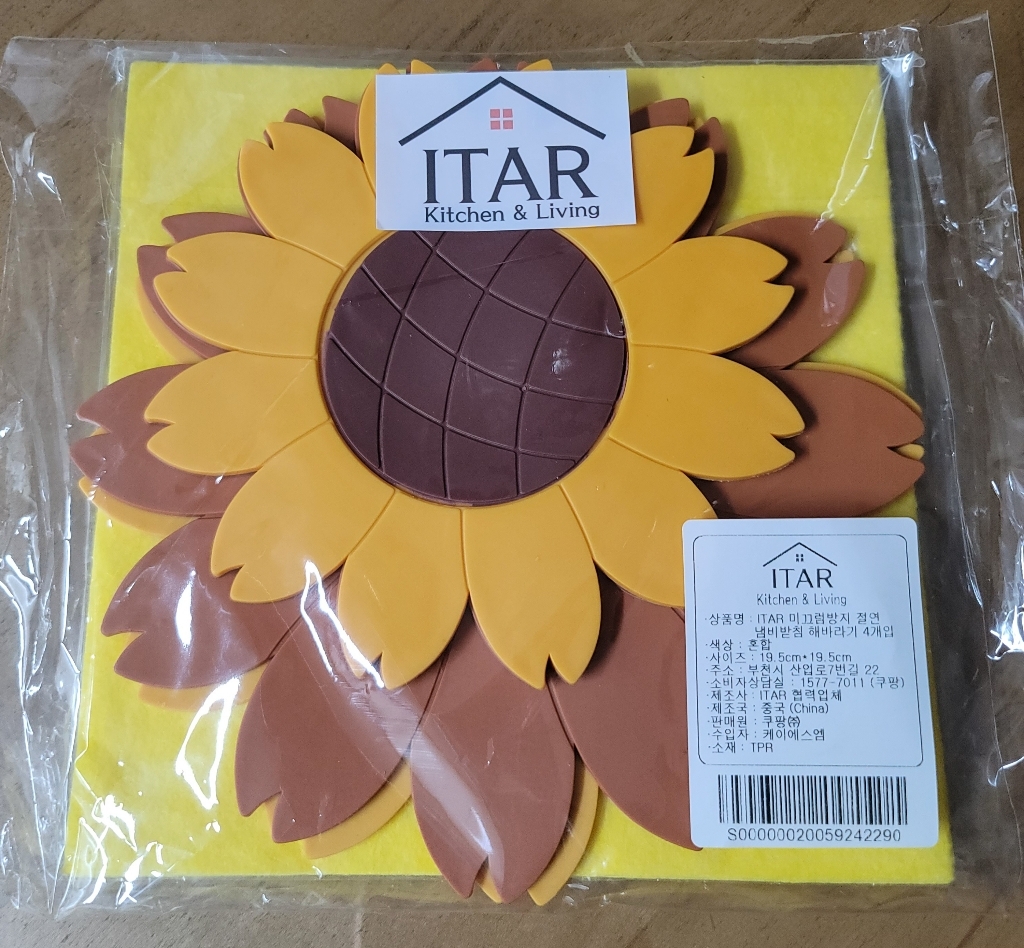 ITAR
Kitchen & Living
ITAR
Kitchen & Living
·상품명 : ITAR 미끄럼방지 절연
냄비받침 해바라기 4개입
·색상 : 혼합
·사이즈 : 19.5cm*19.5cm
·주소 : 부천시 산업로7번길 22
·소비자상담실 : 1577-7011 (쿠팡)
·제조사 : ITAR 협력업체
·제조국 : 중국 (China)
·판매원 : 쿠팡㈜
·수입자 : 케이에스엠
·소재 : TPR
S00000020059242290